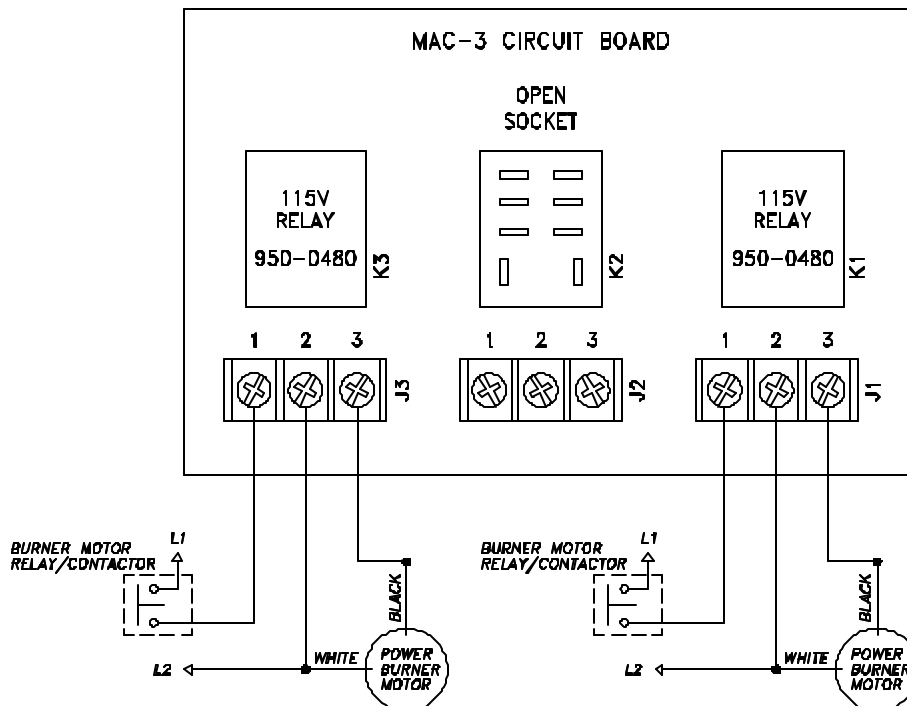 MAC-3 CIRCUIT BOARD
OPEN
SOCKET
115V
RELAY
950-0480
K3
K2
115V
RELAY
950-0480
K1
1 2 3
J3
1 2 3
J2
1 2 3
J1
BURNER MOTOR
RELAY/CONTACTOR
L1
BLACK
L2
WHITE
POWER
BURNER
MOTOR
BURNER MOTOR
RELAY/CONTACTOR
L1
BLACK
L2
WHITE
POWER
BURNER
MOTOR